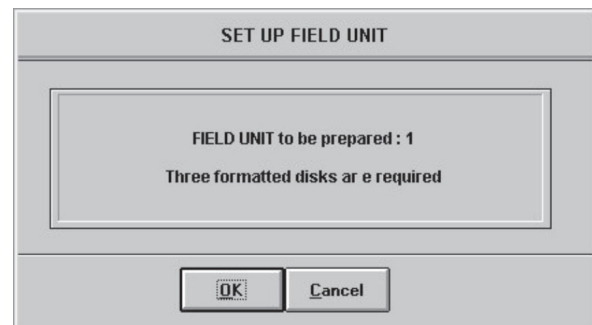 SET UP FIELD UNIT
FIELD UNIT to be prepared : 1
Three formatted disks ar e required
OK
Cancel